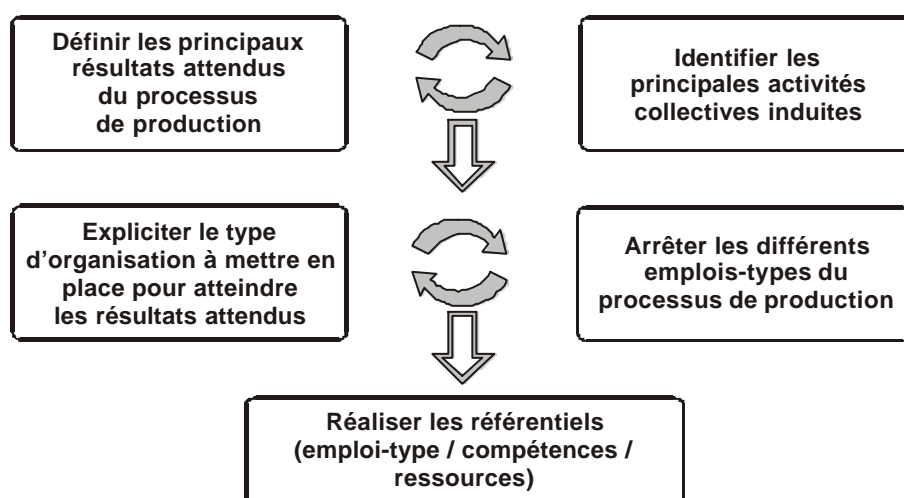 Définir les principaux
résultats attendus
du processus
de production
Identifier les
principales activités
collectives induites
Expliciter le type
d'organisation à mettre en
place pour atteindre
les résultats attendus
Arrêter les différents
emplois-types du
processus de production
Réaliser les référentiels
(emploi-type / compétences /
ressources)